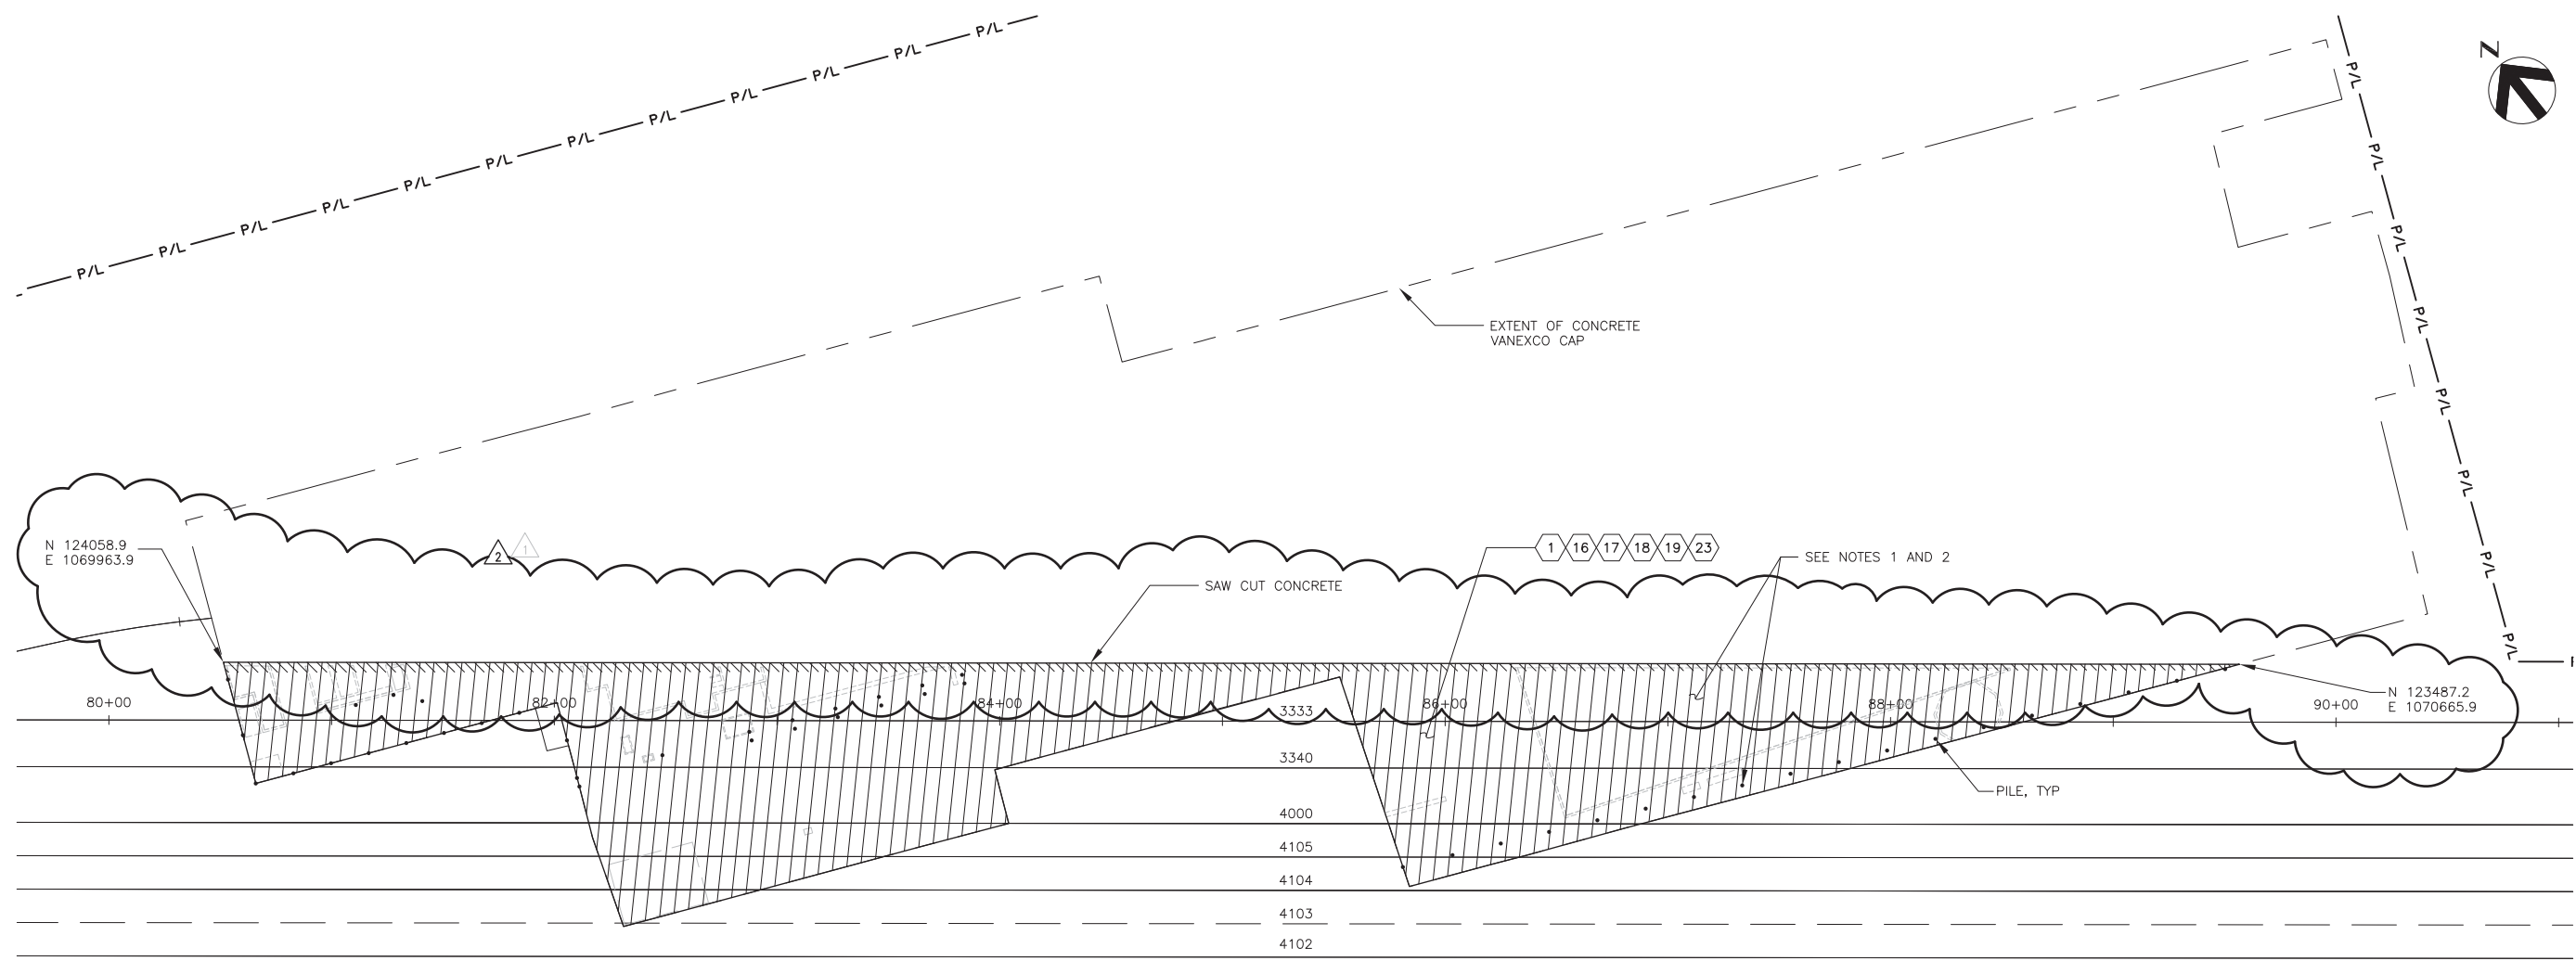 P/L P/L P/L P/L P/L P/L P/L P/L P/L P/L P/L P/L
N
P/L
P/L
P/L
P/L
P/L
P/L
P/L
P/L
EXTENT OF CONCRETE
VANEXCO CAP
N 124058.9
E 1069963.9
2
1
1 16 17 18 19 23
SEE NOTES 1 AND 2
SAW CUT CONCRETE
N 123487.2
E 1070665.9
80+00 82+00 84+00 86+00 88+00 90+00
3333
3340
PILE, TYP
4000
4105
4104
4103
4102